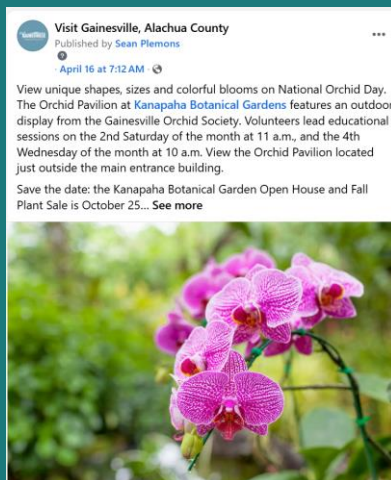 Visit Gainesville, Alachua County
Published by Sean Plemons
April 16 at 7:12 AM
View unique shapes, sizes and colorful blooms on National Orchid Day.
The Orchid Pavilion at Kanapaha Botanical Gardens features an outdoor
display from the Gainesville Orchid Society. Volunteers lead educational
sessions on the 2nd Saturday of the month at 11 a.m., and the 4th
Wednesday of the month at 10 a.m. View the Orchid Pavilion located
just outside the main entrance building.
Save the date: the Kanapaha Botanical Garden Open House and Fall
Plant Sale is October 25... See more